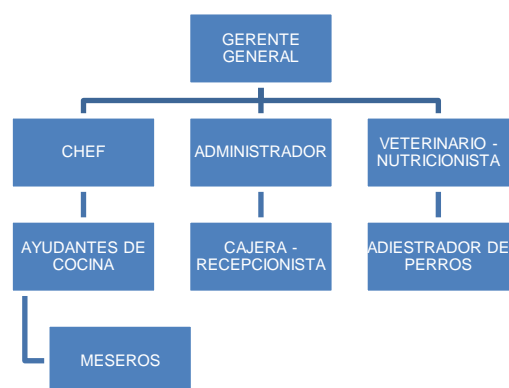 GERENTE
GENERAL
CHEF
ADMINISTRADOR
VETERINARIO -
NUTRICIONISTA
AYUDANTES DE
COCINA
CAJERA -
RECEPCIONISTA
ADIESTRADOR DE
PERROS
MESEROS